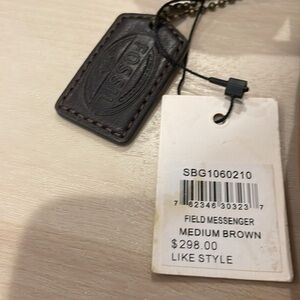 FOSSIL
SBG1060210
7 62346 30323 7
FIELD MESSENGER
MEDIUM BROWN
$298.00
LIKE STYLE